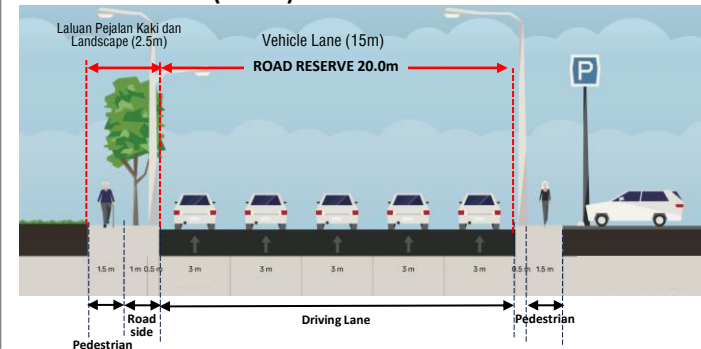 Laluan Pejalan Kaki dan
Landscape (2.5m)
Vehicle Lane (15m)
ROAD RESERVE 20.0m
P
1.5 m
1 m
0.5 m
3 m
3 m
3 m
3 m
3 m
0.5 m
1.5 m
Road
side
Driving Lane
Pedestrian
Pedestrian